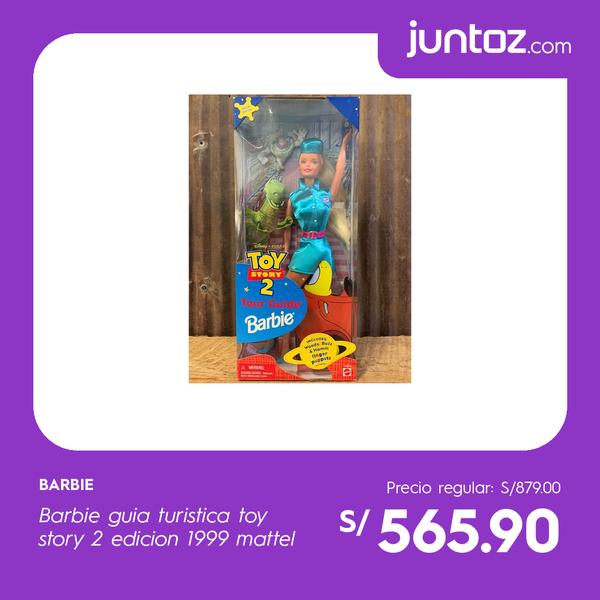 juntoz.com
Disney • PIXAR
TOY
STORY
2
Tour Guide
Barbie
INCLUDES
Woody, Buzz
& Hamm
finger
puppets
WARNING:
BARBIE
Precio regular: S/879.00
Barbie guia turistica toy
story 2 edicion 1999 mattel
S/ 565.90